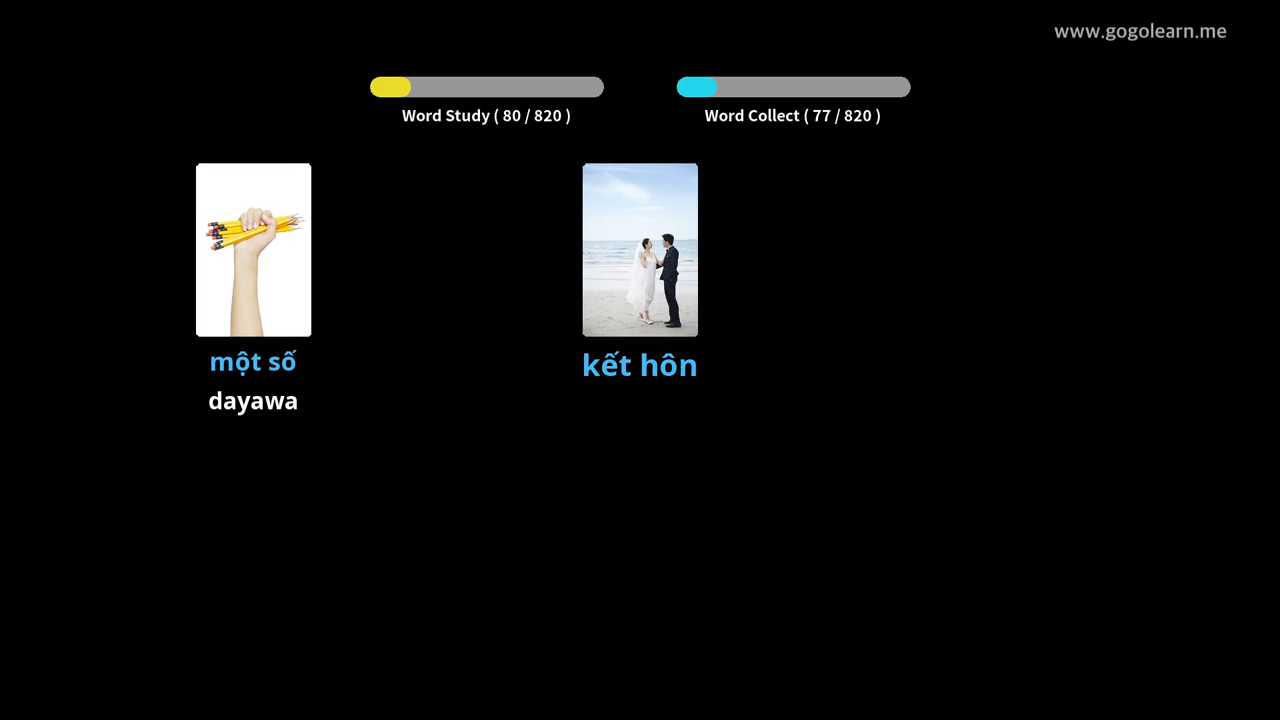 www.gogolearn.me
Word Study ( 80 / 820 )
Word Collect ( 77 / 820 )
một số
dayawa
kết hôn